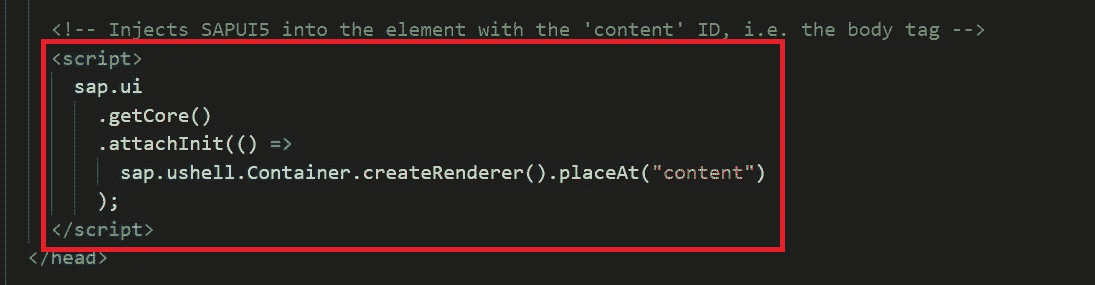 <!-- Injects SAPUI5 into the element with the 'content' ID, i.e. the body tag -->
<script>
sap.ui
.getCore()
.attachInit(() =>
sap.ushell.Container.createRenderer().placeAt("content")
);
</script>
</head>